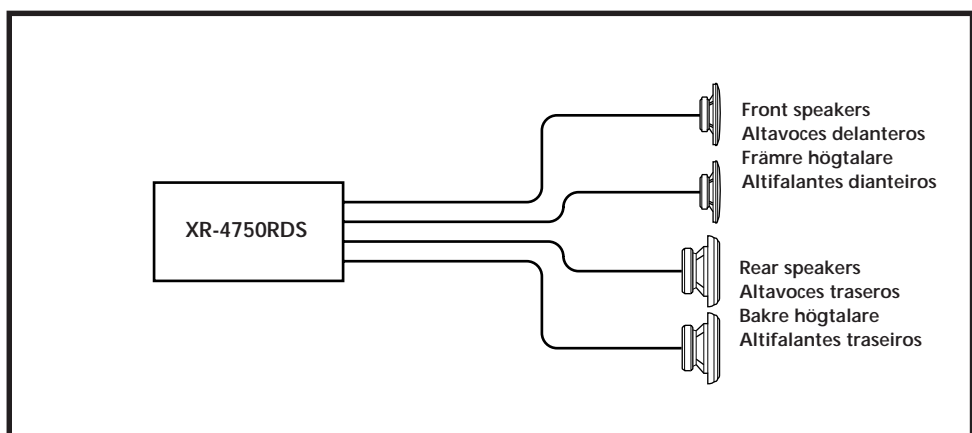 Front speakers
Altavoces delanteros
Främre högtalare
Altifalantes dianteiros
XR-4750RDS
Rear speakers
Altavoces traseros
Bakre högtalare
Altifalantes traseiros